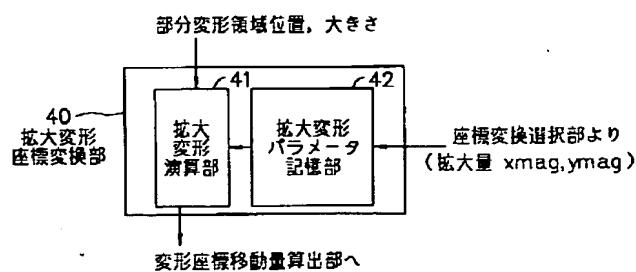 部分変形領域位置，大きさ
40
拡大変形
座標変換部
41
拡大
変形
演算部
42
拡大変形
パラメータ
記憶部
座標変換選択部より
(拡大量 xmag,ymag)
変形座標移動量算出部へ